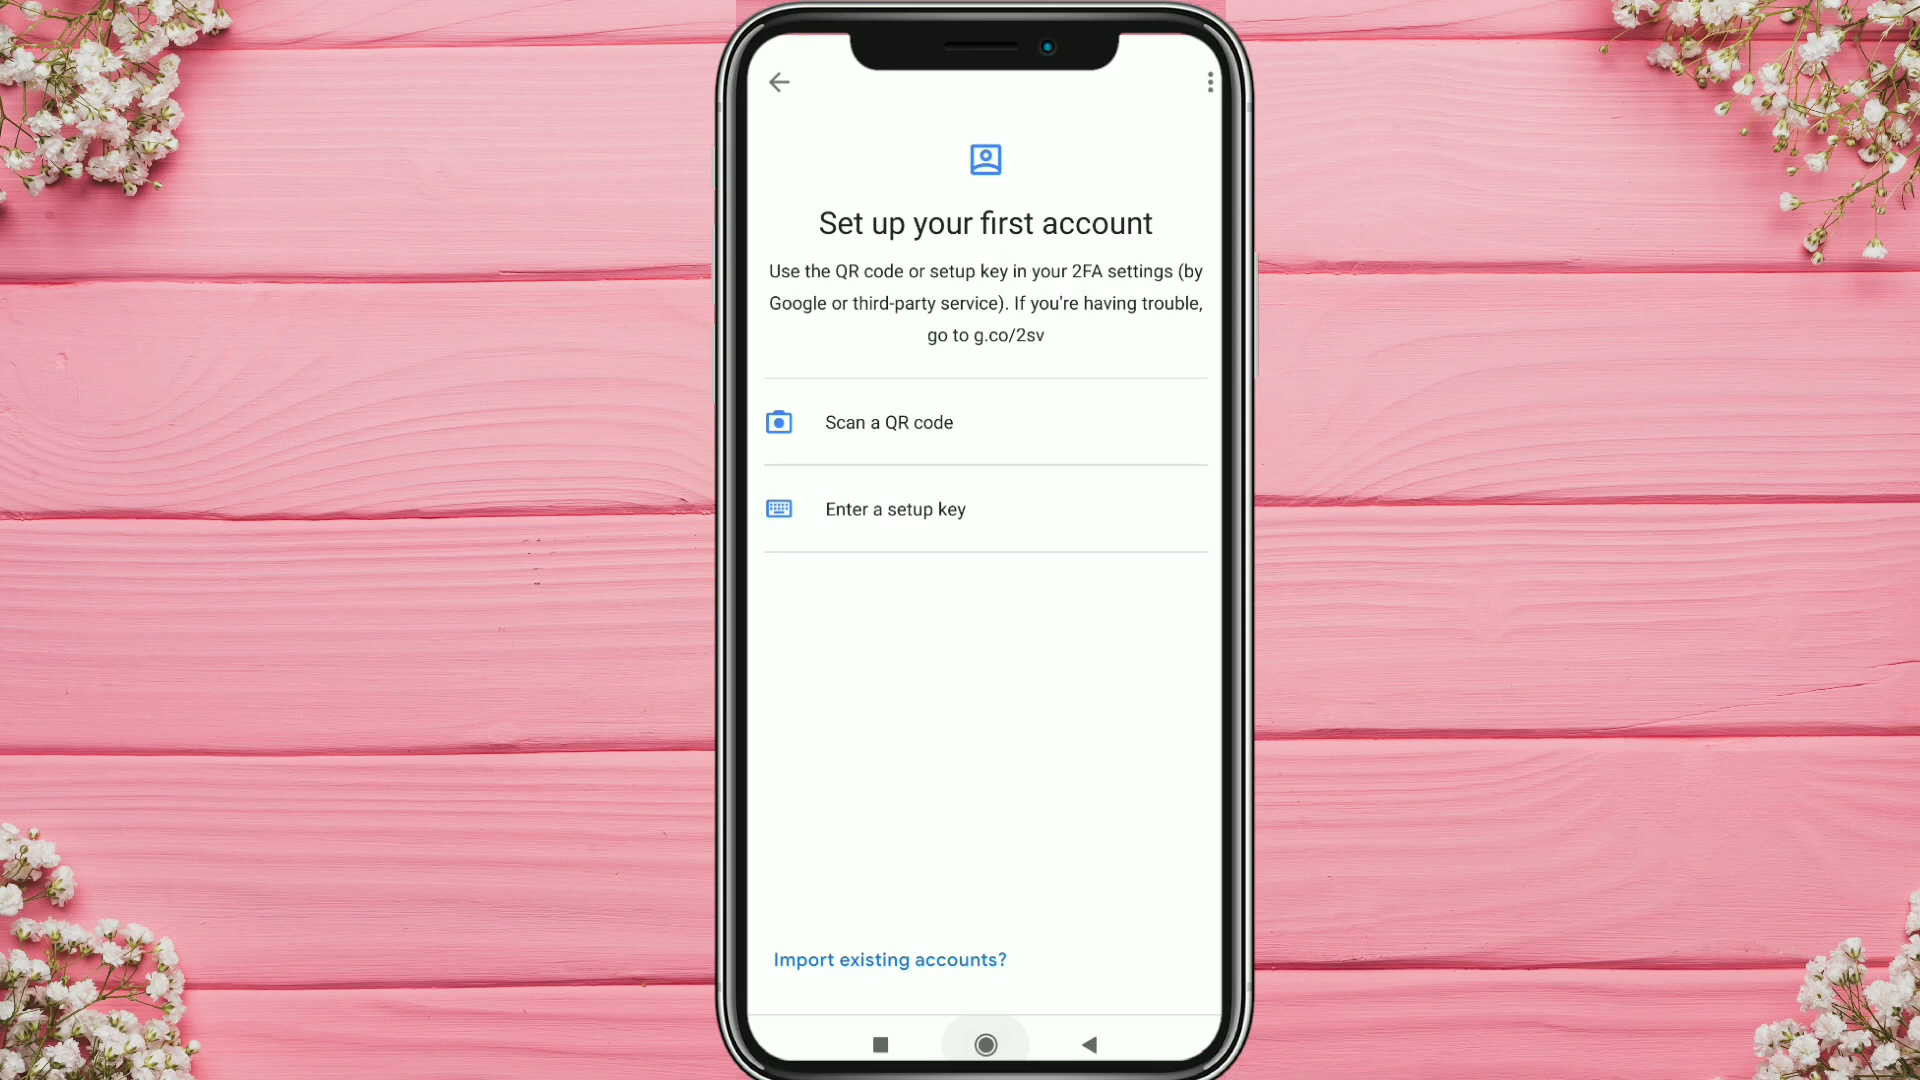 Set up your first account
Use the QR code or setup key in your 2FA settings (by
Google or third-party service). If you're having trouble,
go to g.co/2sv
Scan a QR code
Enter a setup key
Import existing accounts?